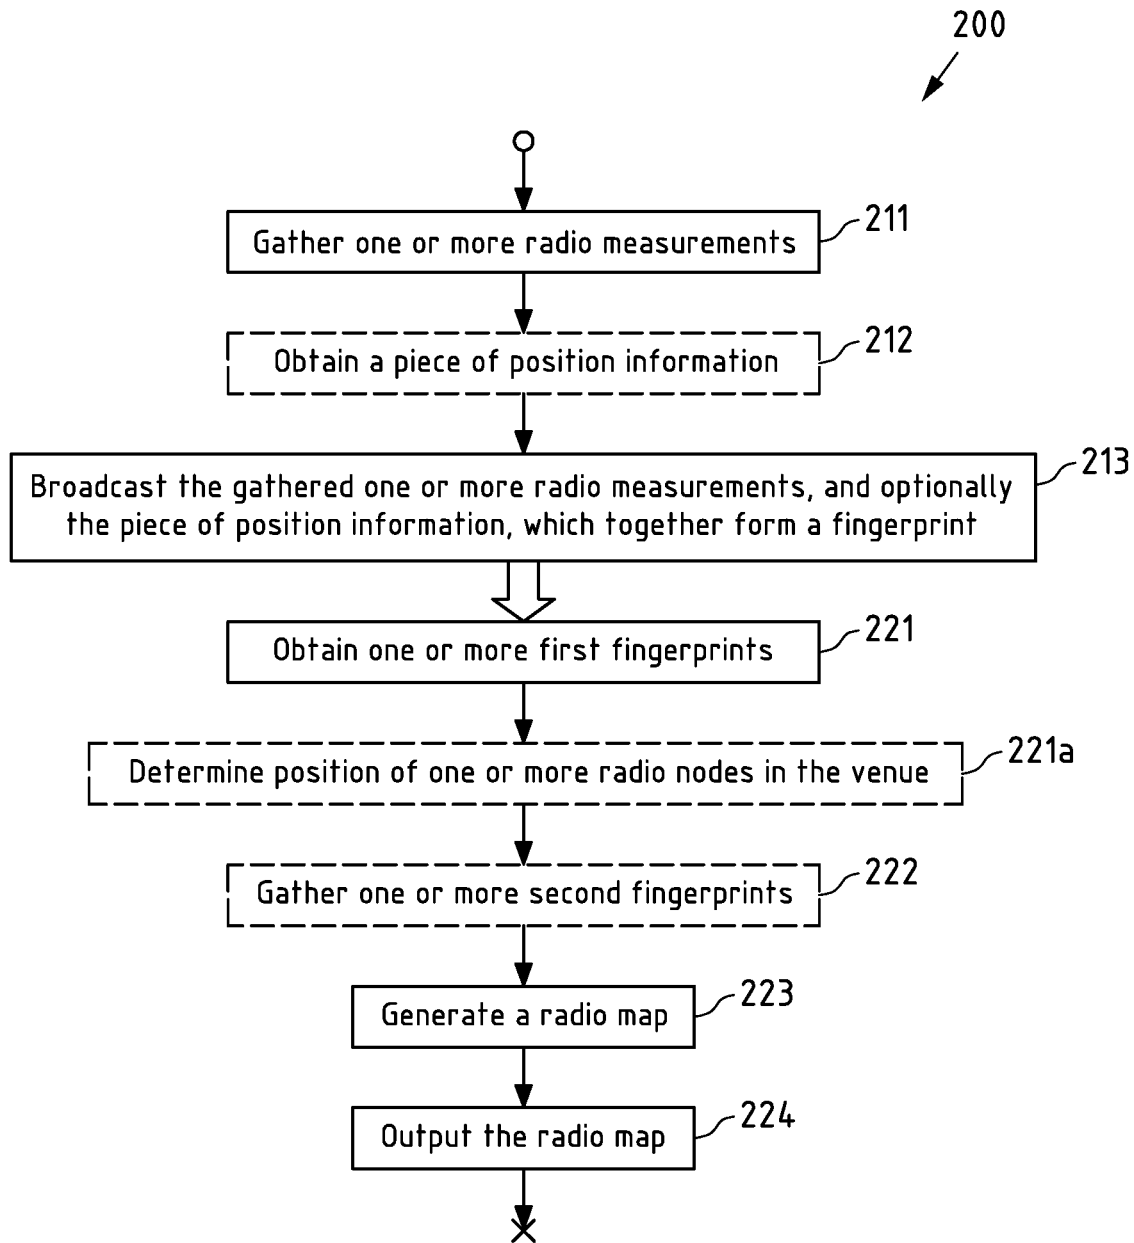 200
Gather one or more radio measurements
211
Obtain a piece of position information
212
Broadcast the gathered one or more radio measurements, and optionally
the piece of position information, which together form a fingerprint
213
Obtain one or more first fingerprints
221
Determine position of one or more radio nodes in the venue
221a
Gather one or more second fingerprints
222
Generate a radio map
223
Output the radio map
224